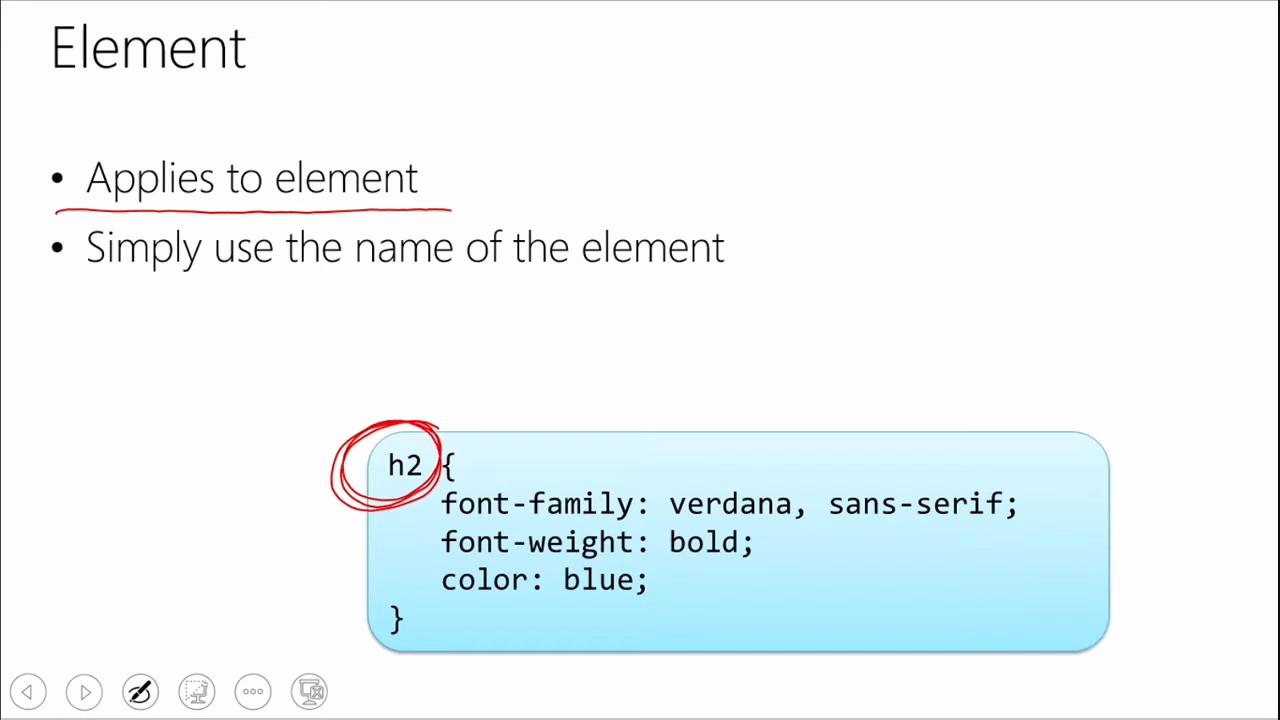 Element
• Applies to element
• Simply use the name of the element
h2 {
font-family: verdana, sans-serif;
font-weight: bold;
color: blue;
}